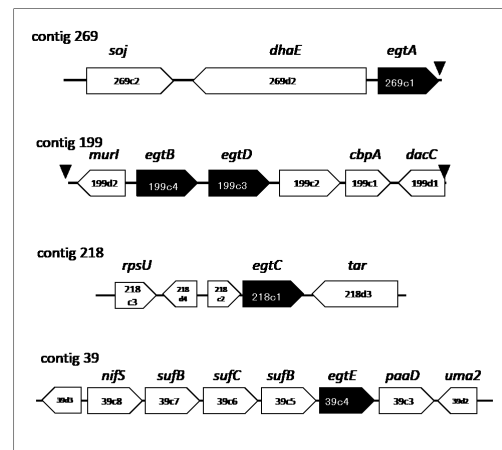 contig 269
soj dhaE egtA
269c2 269d2 269c1
contig 199
murI egtB egtD cbpA dacC
199d2 199c4 199c3 199c2 199c1 199d1
contig 218
rpsU egtC tar
218 c3 218 d4 218 c2 218c1 218d3
contig 39
nifS sufB sufC sufB egtE paaD uma2
39d3 39c8 39c7 39c6 39c5 39c4 39c3 39d2